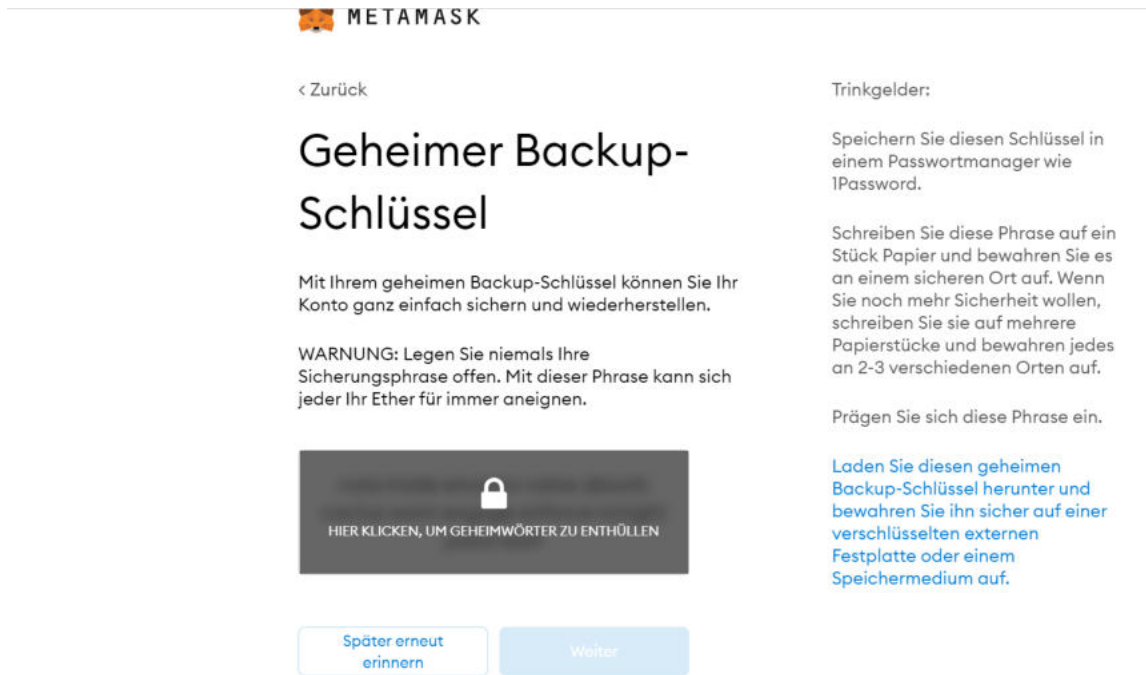 METAMASK
< Zurück
Geheimer Backup-
Schlüssel
Mit Ihrem geheimen Backup-Schlüssel können Sie Ihr
Konto ganz einfach sichern und wiederherstellen.
WARNUNG: Legen Sie niemals Ihre
Sicherungsphrase offen. Mit dieser Phrase kann sich
jeder Ihr Ether für immer aneignen.
HIER KLICKEN, UM GEHEIMWÖRTER ZU ENTHÜLLEN
Später erneut
erinnern
Weiter
Trinkgelder:
Speichern Sie diesen Schlüssel in
einem Passwortmanager wie
1Password.
Schreiben Sie diese Phrase auf ein
Stück Papier und bewahren Sie es
an einem sicheren Ort auf. Wenn
Sie noch mehr Sicherheit wollen,
schreiben Sie sie auf mehrere
Papierstücke und bewahren jedes
an 2-3 verschiedenen Orten auf.
Prägen Sie sich diese Phrase ein.
Laden Sie diesen geheimen
Backup-Schlüssel herunter und
bewahren Sie ihn sicher auf einer
verschlüsselten externen
Festplatte oder einem
Speichermedium auf.